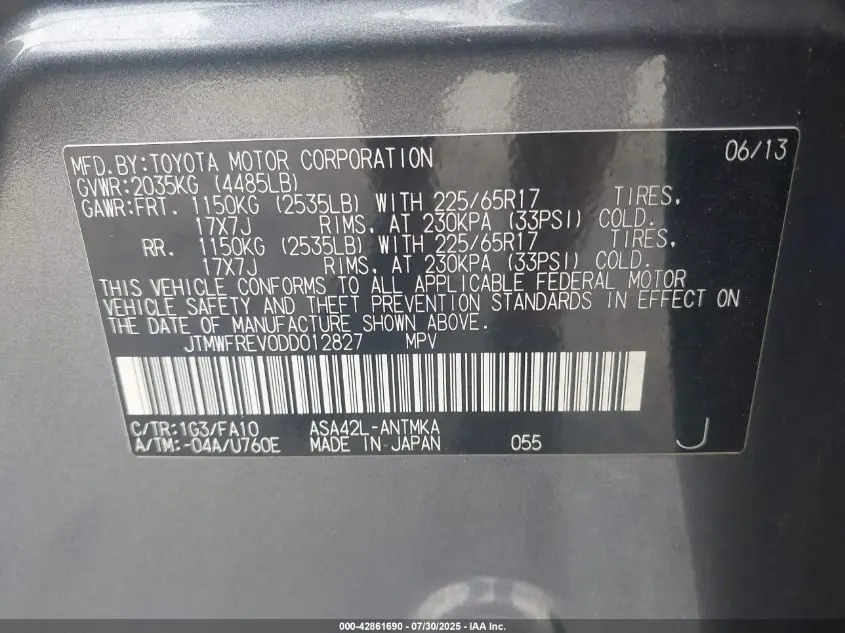 MFD.BY:TOYOTA MOTOR CORPORATION 06/13
GVWR:2035KG (4485LB)
GAWR:FRT. 1150KG (2535LB) WITH 225/65R17 TIRES,
17X7J RIMS, AT 230KPA (33PSI) COLD.
RR. 1150KG (2535LB) WITH 225/65R17 TIRES,
17X7J RIMS, AT 230KPA (33PSI) COLD.
THIS VEHICLE CONFORMS TO ALL APPLICABLE FEDERAL MOTOR
VEHICLE SAFETY AND THEFT PREVENTION STANDARDS IN EFFECT ON
THE DATE OF MANUFACTURE SHOWN ABOVE.
JTMWFREV0DD012827 MPV
C/TR:1G3/FA10 ASA42L-ANTMKA
A/TM:-04A/U760E MADE IN JAPAN 055 J
000-42861690 - 07/30/2025 - IAA Inc.